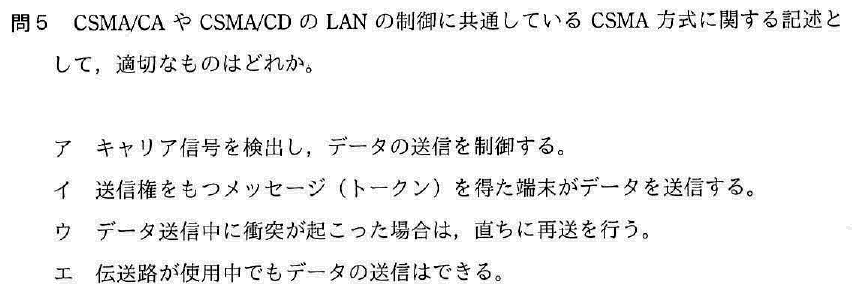 問5 CSMA/CA や CSMA/CD の LAN の制御に共通している CSMA 方式に関する記述と
して，適切なものはどれか。
ア キャリア信号を検出し，データの送信を制御する。
イ 送信権をもつメッセージ（トークン）を得た端末がデータを送信する。
ウ データ送信中に衝突が起こった場合は，直ちに再送を行う。
エ 伝送路が使用中でもデータの送信はできる。